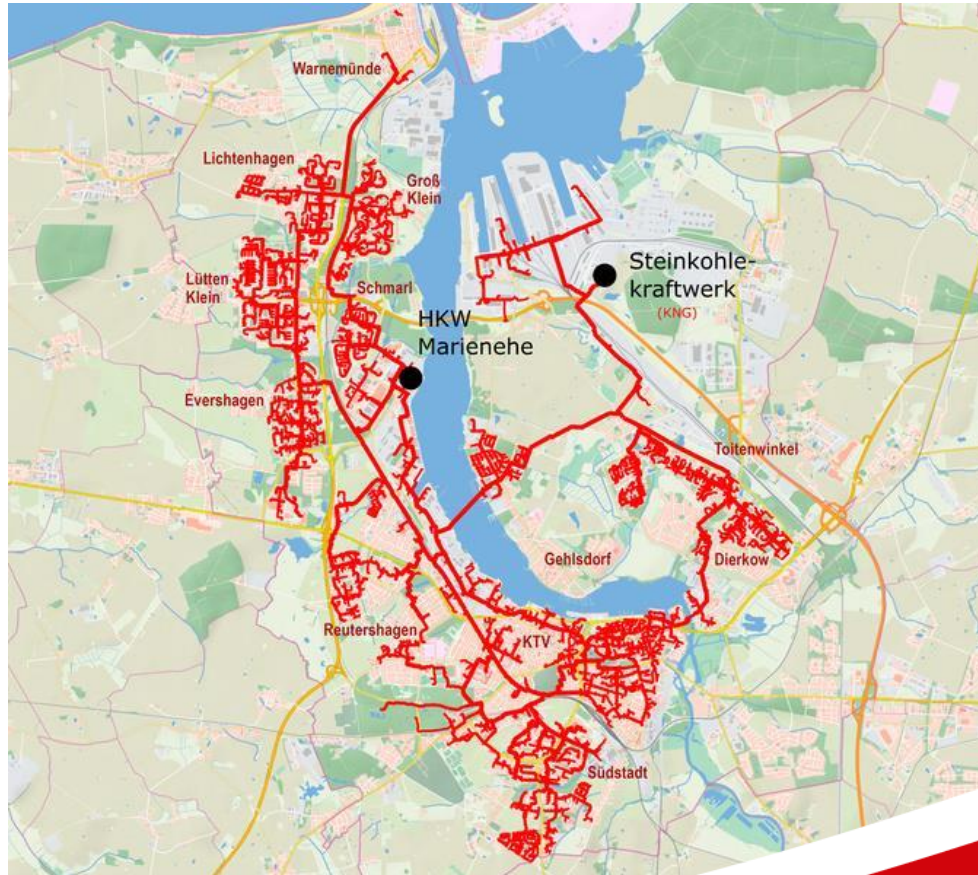 Warnemünde
Lichtenhagen
Groß
Klein
Lütten
Klein
Schmarl
Steinkohle-
kraftwerk
(KNG)
HKW
Marienehe
Evershagen
Toitenwinkel
Gehlsdorf
Dierkow
Reutershagen
KTV
Südstadt